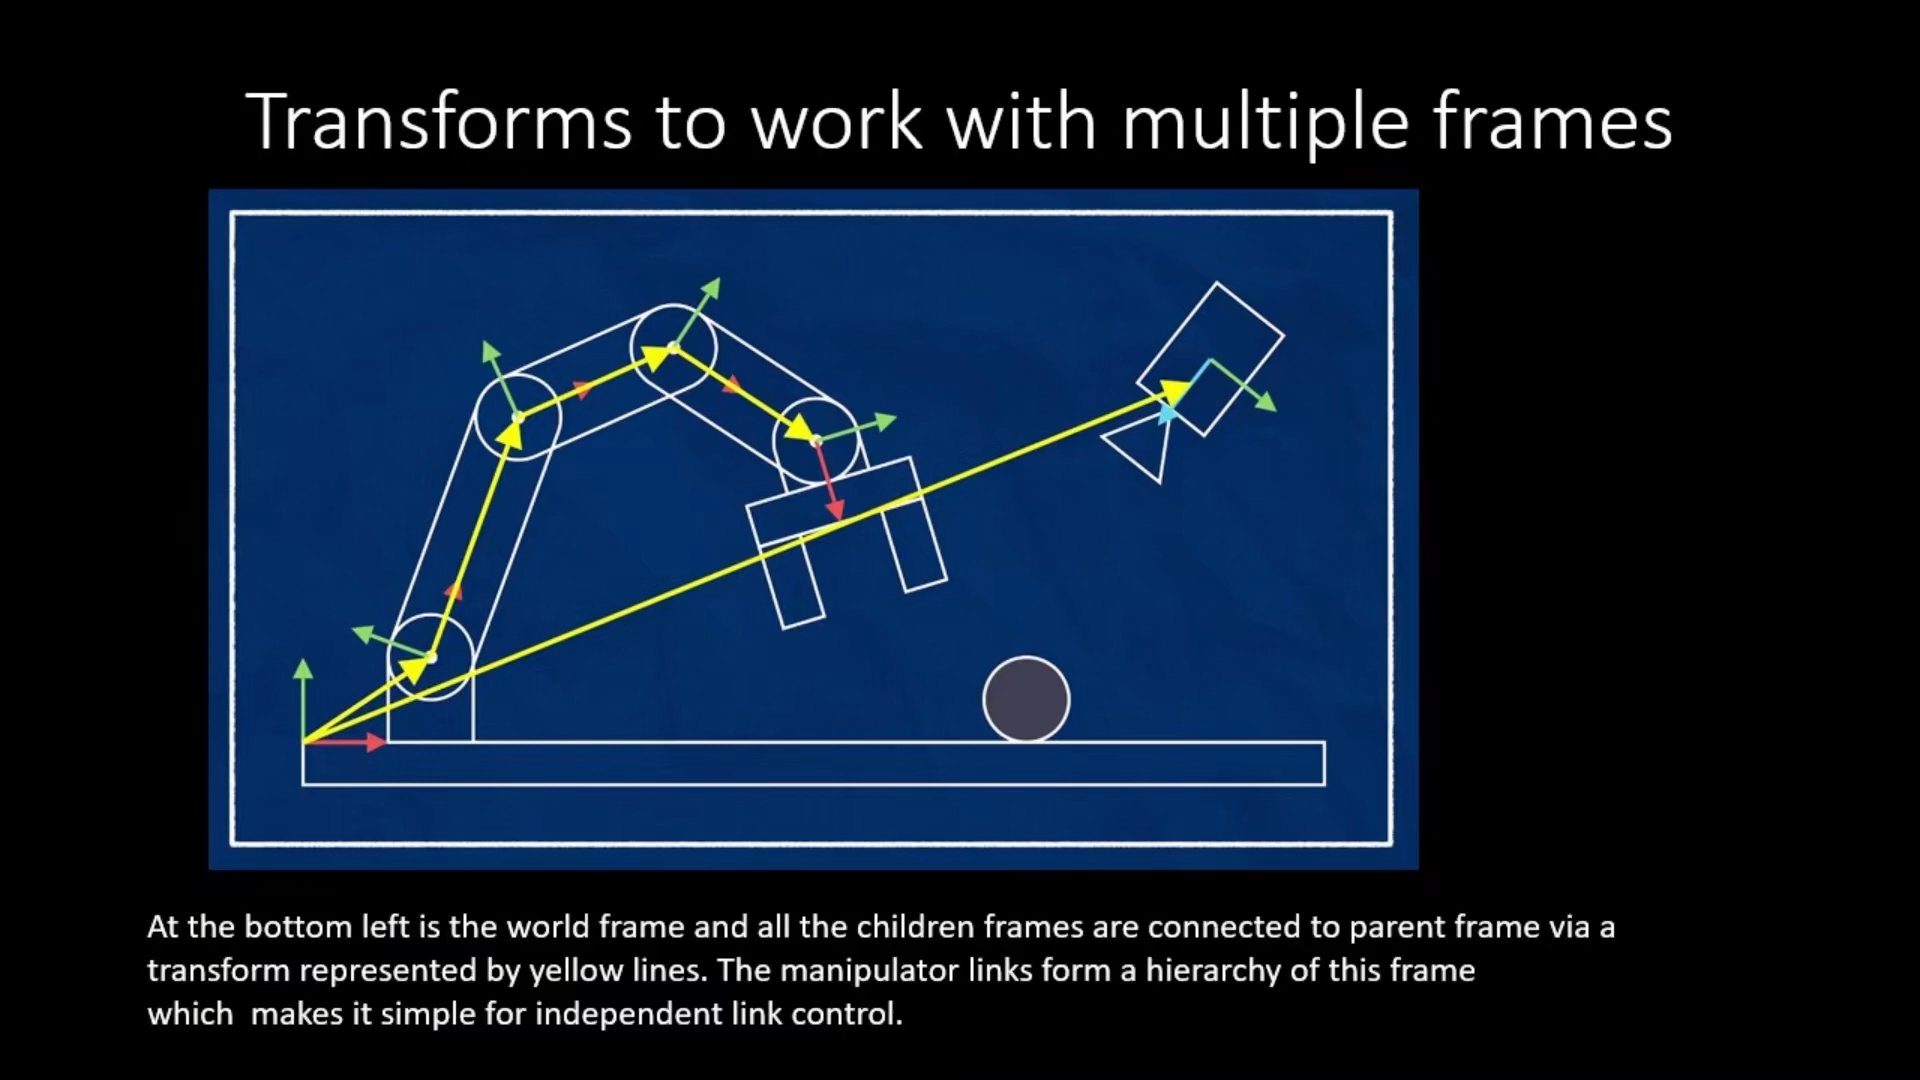 Transforms to work with multiple frames
At the bottom left is the world frame and all the children frames are connected to parent frame via a
transform represented by yellow lines. The manipulator links form a hierarchy of this frame
which  makes it simple for independent link control.